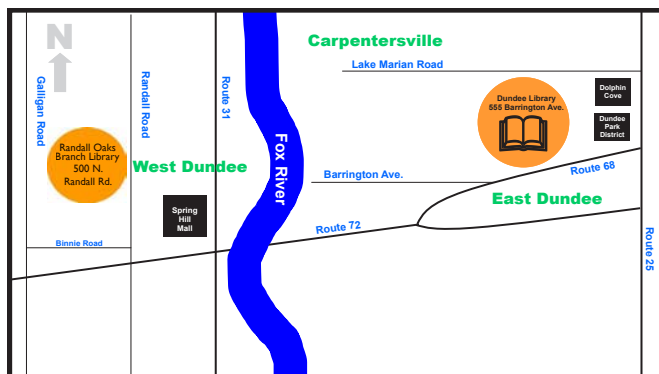 N
Carpentersville
Lake Marian Road
Galligan Road
Randall Road
Route 31
Fox River
Dundee Library
555 Barrington Ave.
Dolphin
Cove
Dundee
Park
District
Randall Oaks
Branch Library
500 N.
Randall Rd.
West Dundee
Barrington Ave.
Route 68
East Dundee
Spring
Hill
Mall
Route 72
Binnie Road
Route 25